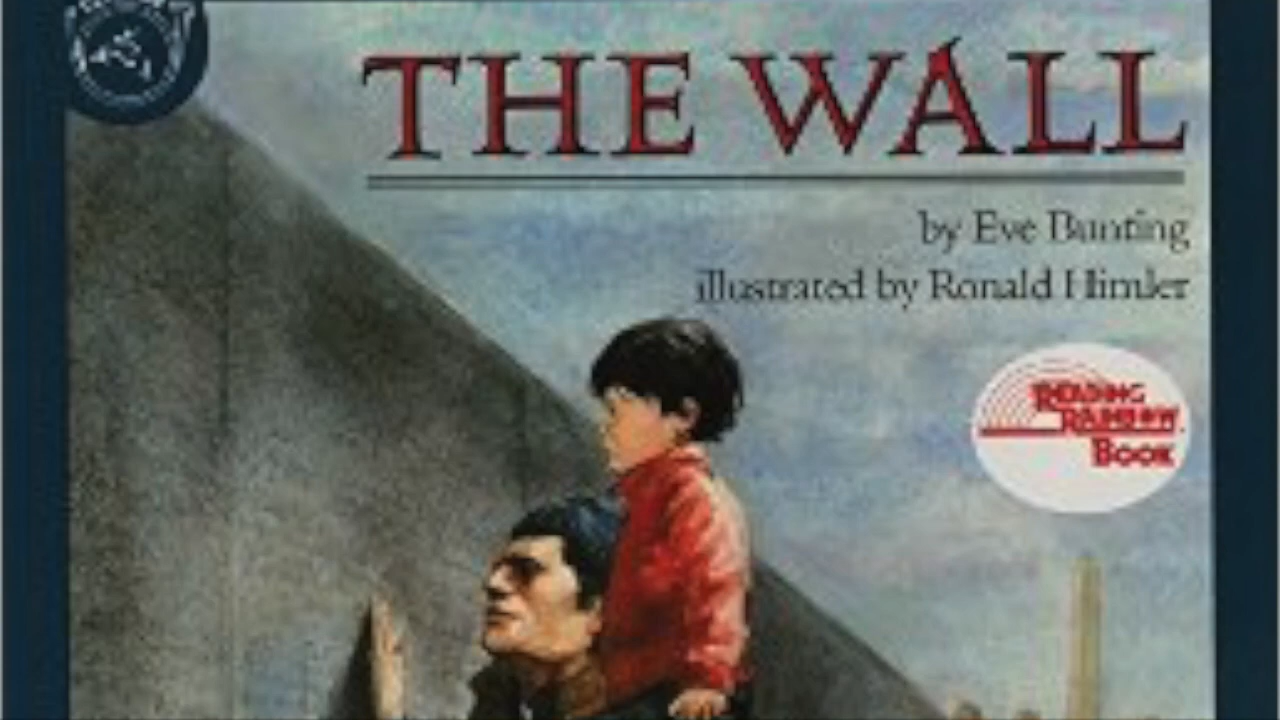 THE WALL
by Eve Bunting
illustrated by Ronald Himler
READING
RAINBOW
BOOK